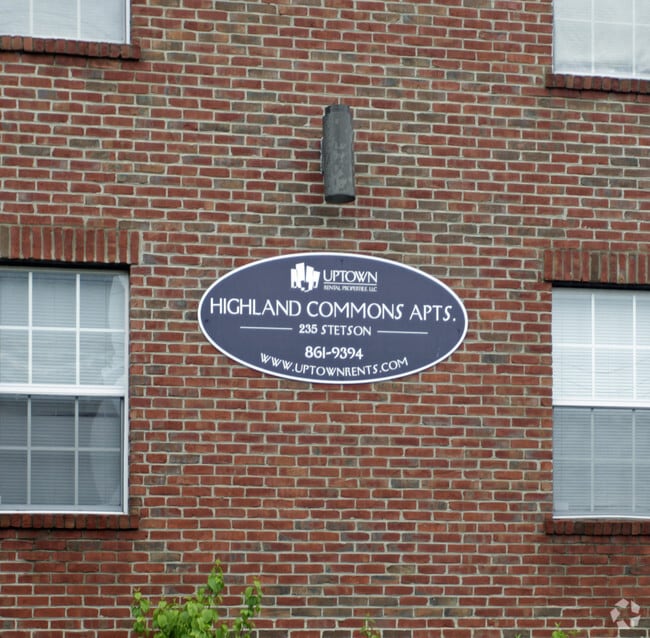 UPTOWN
RENTAL PROPERTIES, LLC
HIGHLAND COMMONS APTS.
235 STETSON
861-9394
WWW.UPTOWNRENTS.COM